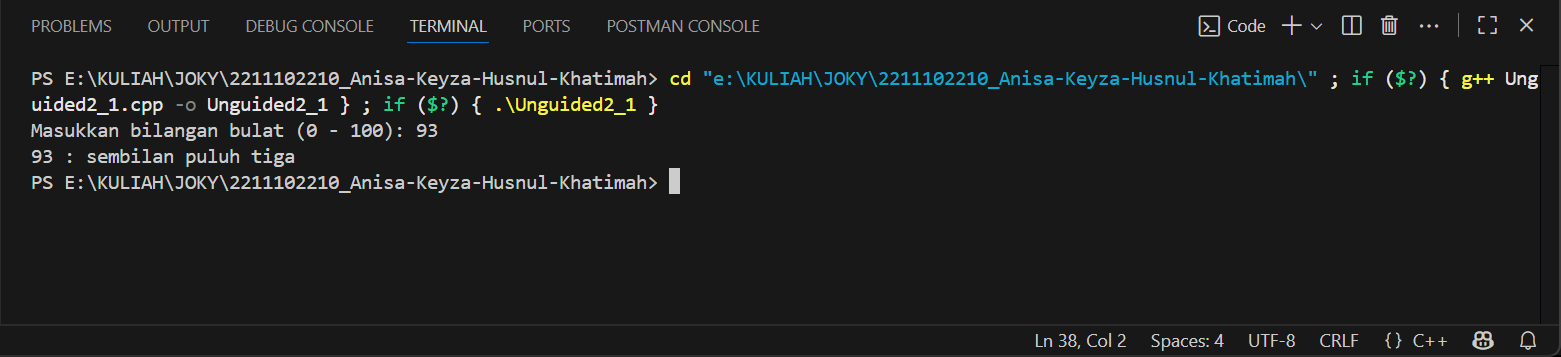 PROBLEMS OUTPUT DEBUG CONSOLE TERMINAL PORTS POSTMAN CONSOLE Code
PS E:\KULIAH\JOKY\2211102210_Anisa-Keyza-Husnul-Khatimah> cd "e:\KULIAH\JOKY\2211102210_Anisa-Keyza-Husnul-Khatimah\" ; if ($?) { g++ Ung
uided2_1.cpp -o Unguided2_1 } ; if ($?) { .\Unguided2_1 }
Masukkan bilangan bulat (0 - 100): 93
93 : sembilan puluh tiga
PS E:\KULIAH\JOKY\2211102210_Anisa-Keyza-Husnul-Khatimah>
Ln 38, Col 2 Spaces: 4 UTF-8 CRLF {} C++